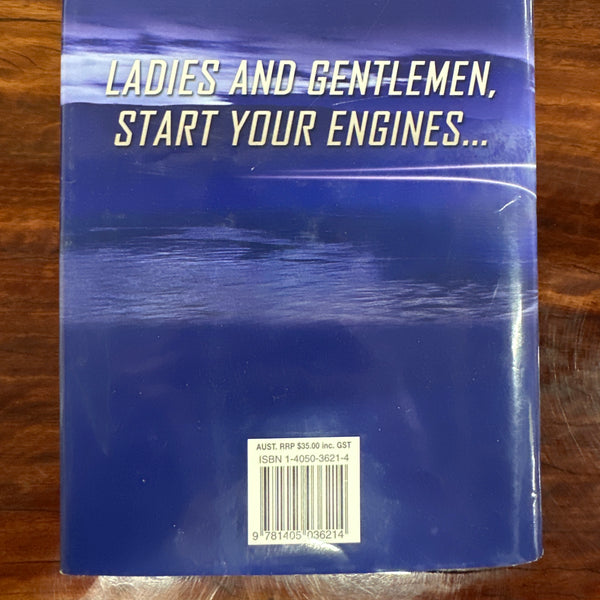 LADIES AND GENTLEMEN,
START YOUR ENGINES...
AUST. RRP $35.00 inc. GST
ISBN 1-4050-3621-4
9 781405 036214